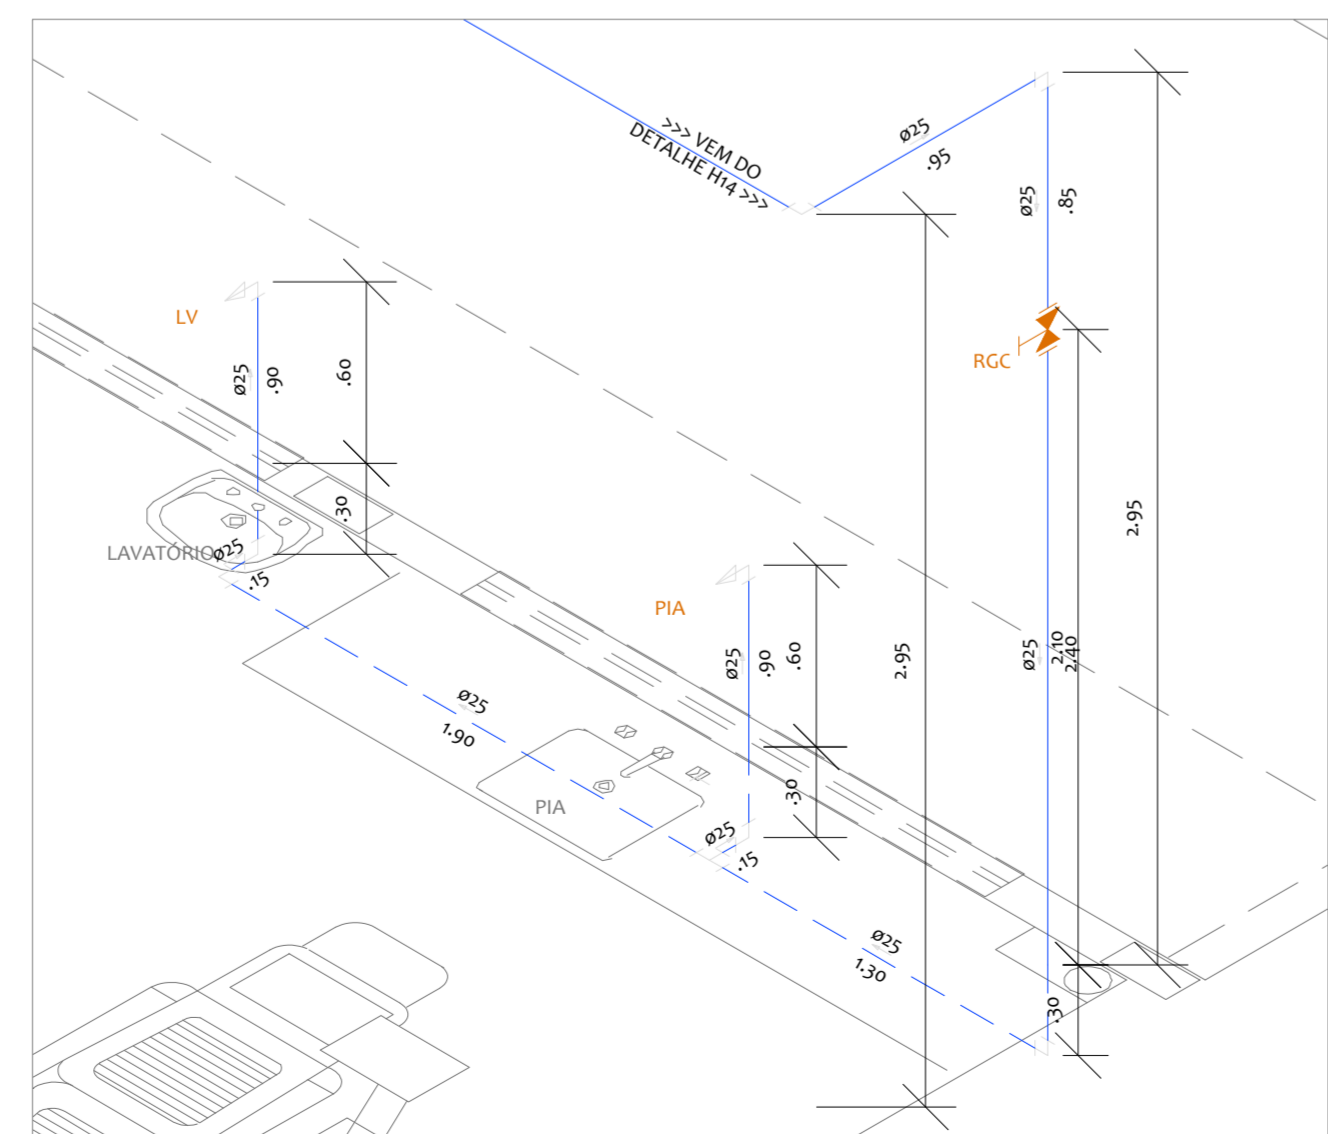 >>> VEM DO
DETALHE H14 >>>
ø25
.95
ø25
.85
LV
RGC
ø25
.90
.60
.30
2.95
LAVATÓRIO
ø25
.15
PIA
ø25
.90
.60
2.95
ø25
2.10
2.40
ø25
1.90
PIA
.30
ø25
.15
ø25
1.30
.30